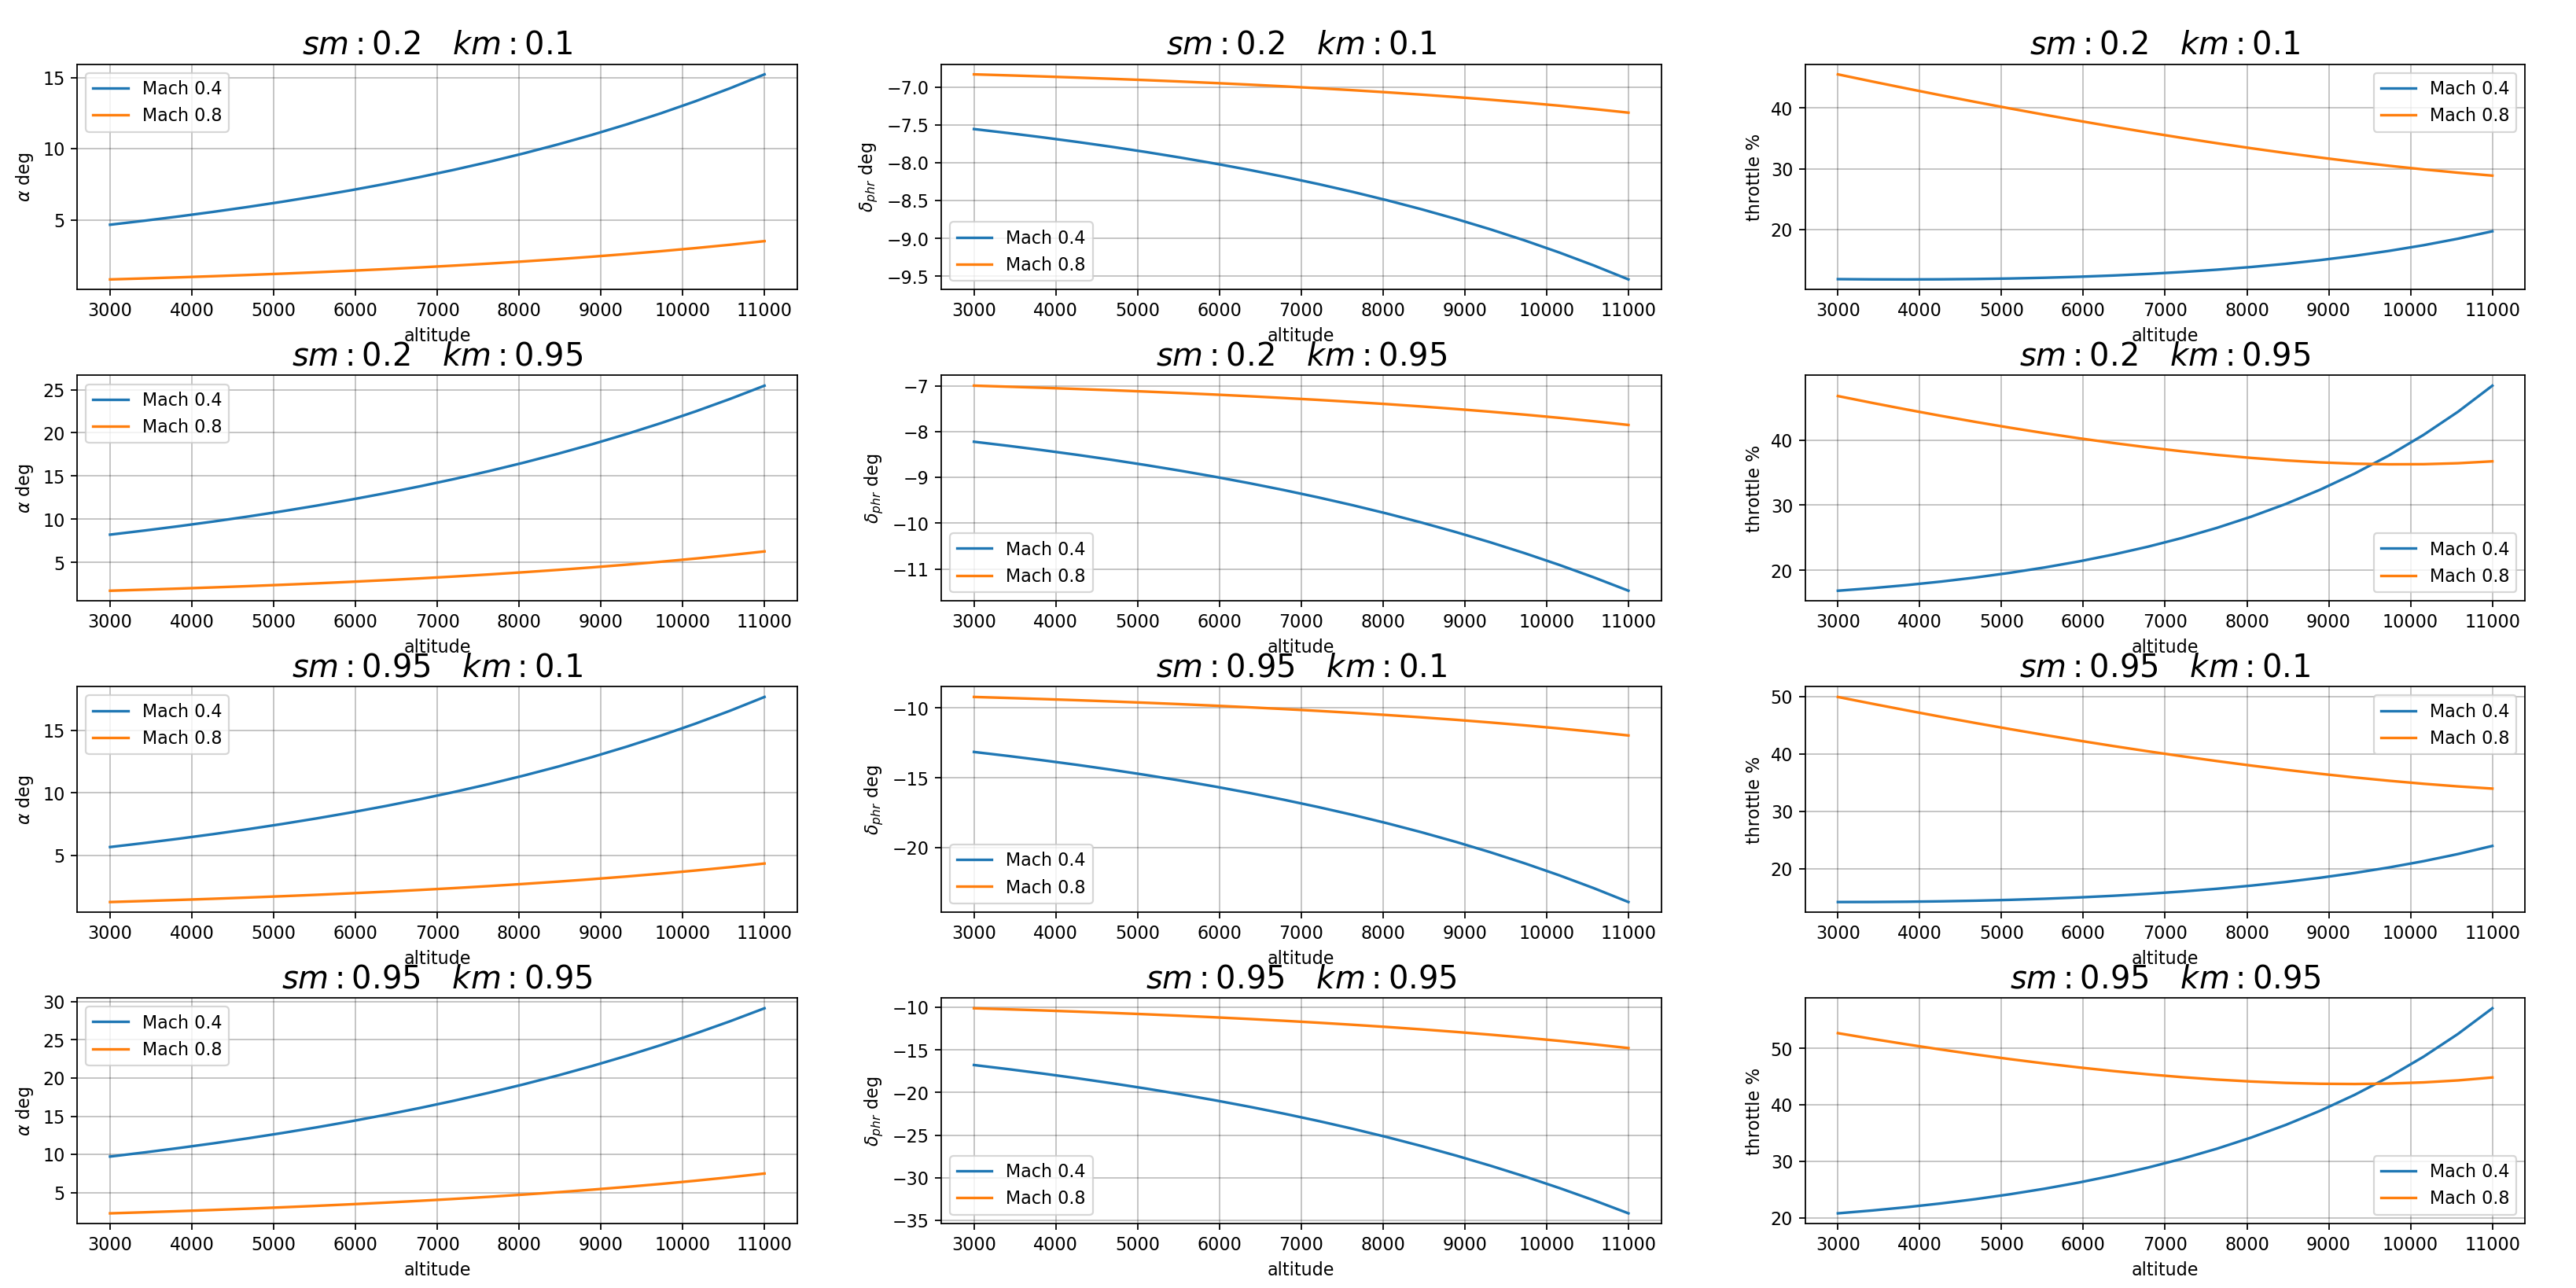 sm : 0.2 km : 0.1
α deg
15
10
5
Mach 0.4
Mach 0.8
3000 4000 5000 6000 7000 8000 9000 10000 11000
altitude
sm : 0.2 km : 0.1
δphr deg
−7.0
−7.5
−8.0
−8.5
−9.0
−9.5
Mach 0.4
Mach 0.8
3000 4000 5000 6000 7000 8000 9000 10000 11000
altitude
sm : 0.2 km : 0.1
throttle %
40
30
20
Mach 0.4
Mach 0.8
3000 4000 5000 6000 7000 8000 9000 10000 11000
altitude
sm : 0.2 km : 0.95
α deg
25
20
15
10
5
Mach 0.4
Mach 0.8
3000 4000 5000 6000 7000 8000 9000 10000 11000
altitude
sm : 0.2 km : 0.95
δphr deg
−7
−8
−9
−10
−11
Mach 0.4
Mach 0.8
3000 4000 5000 6000 7000 8000 9000 10000 11000
altitude
sm : 0.2 km : 0.95
throttle %
40
30
20
Mach 0.4
Mach 0.8
3000 4000 5000 6000 7000 8000 9000 10000 11000
altitude
sm : 0.95 km : 0.1
α deg
15
10
5
Mach 0.4
Mach 0.8
3000 4000 5000 6000 7000 8000 9000 10000 11000
altitude
sm : 0.95 km : 0.1
δphr deg
−10
−15
−20
Mach 0.4
Mach 0.8
3000 4000 5000 6000 7000 8000 9000 10000 11000
altitude
sm : 0.95 km : 0.1
throttle %
50
40
30
20
Mach 0.4
Mach 0.8
3000 4000 5000 6000 7000 8000 9000 10000 11000
altitude
sm : 0.95 km : 0.95
α deg
30
25
20
15
10
5
Mach 0.4
Mach 0.8
3000 4000 5000 6000 7000 8000 9000 10000 11000
altitude
sm : 0.95 km : 0.95
δphr deg
−10
−15
−20
−25
−30
−35
Mach 0.4
Mach 0.8
3000 4000 5000 6000 7000 8000 9000 10000 11000
altitude
sm : 0.95 km : 0.95
throttle %
50
40
30
20
Mach 0.4
Mach 0.8
3000 4000 5000 6000 7000 8000 9000 10000 11000
altitude